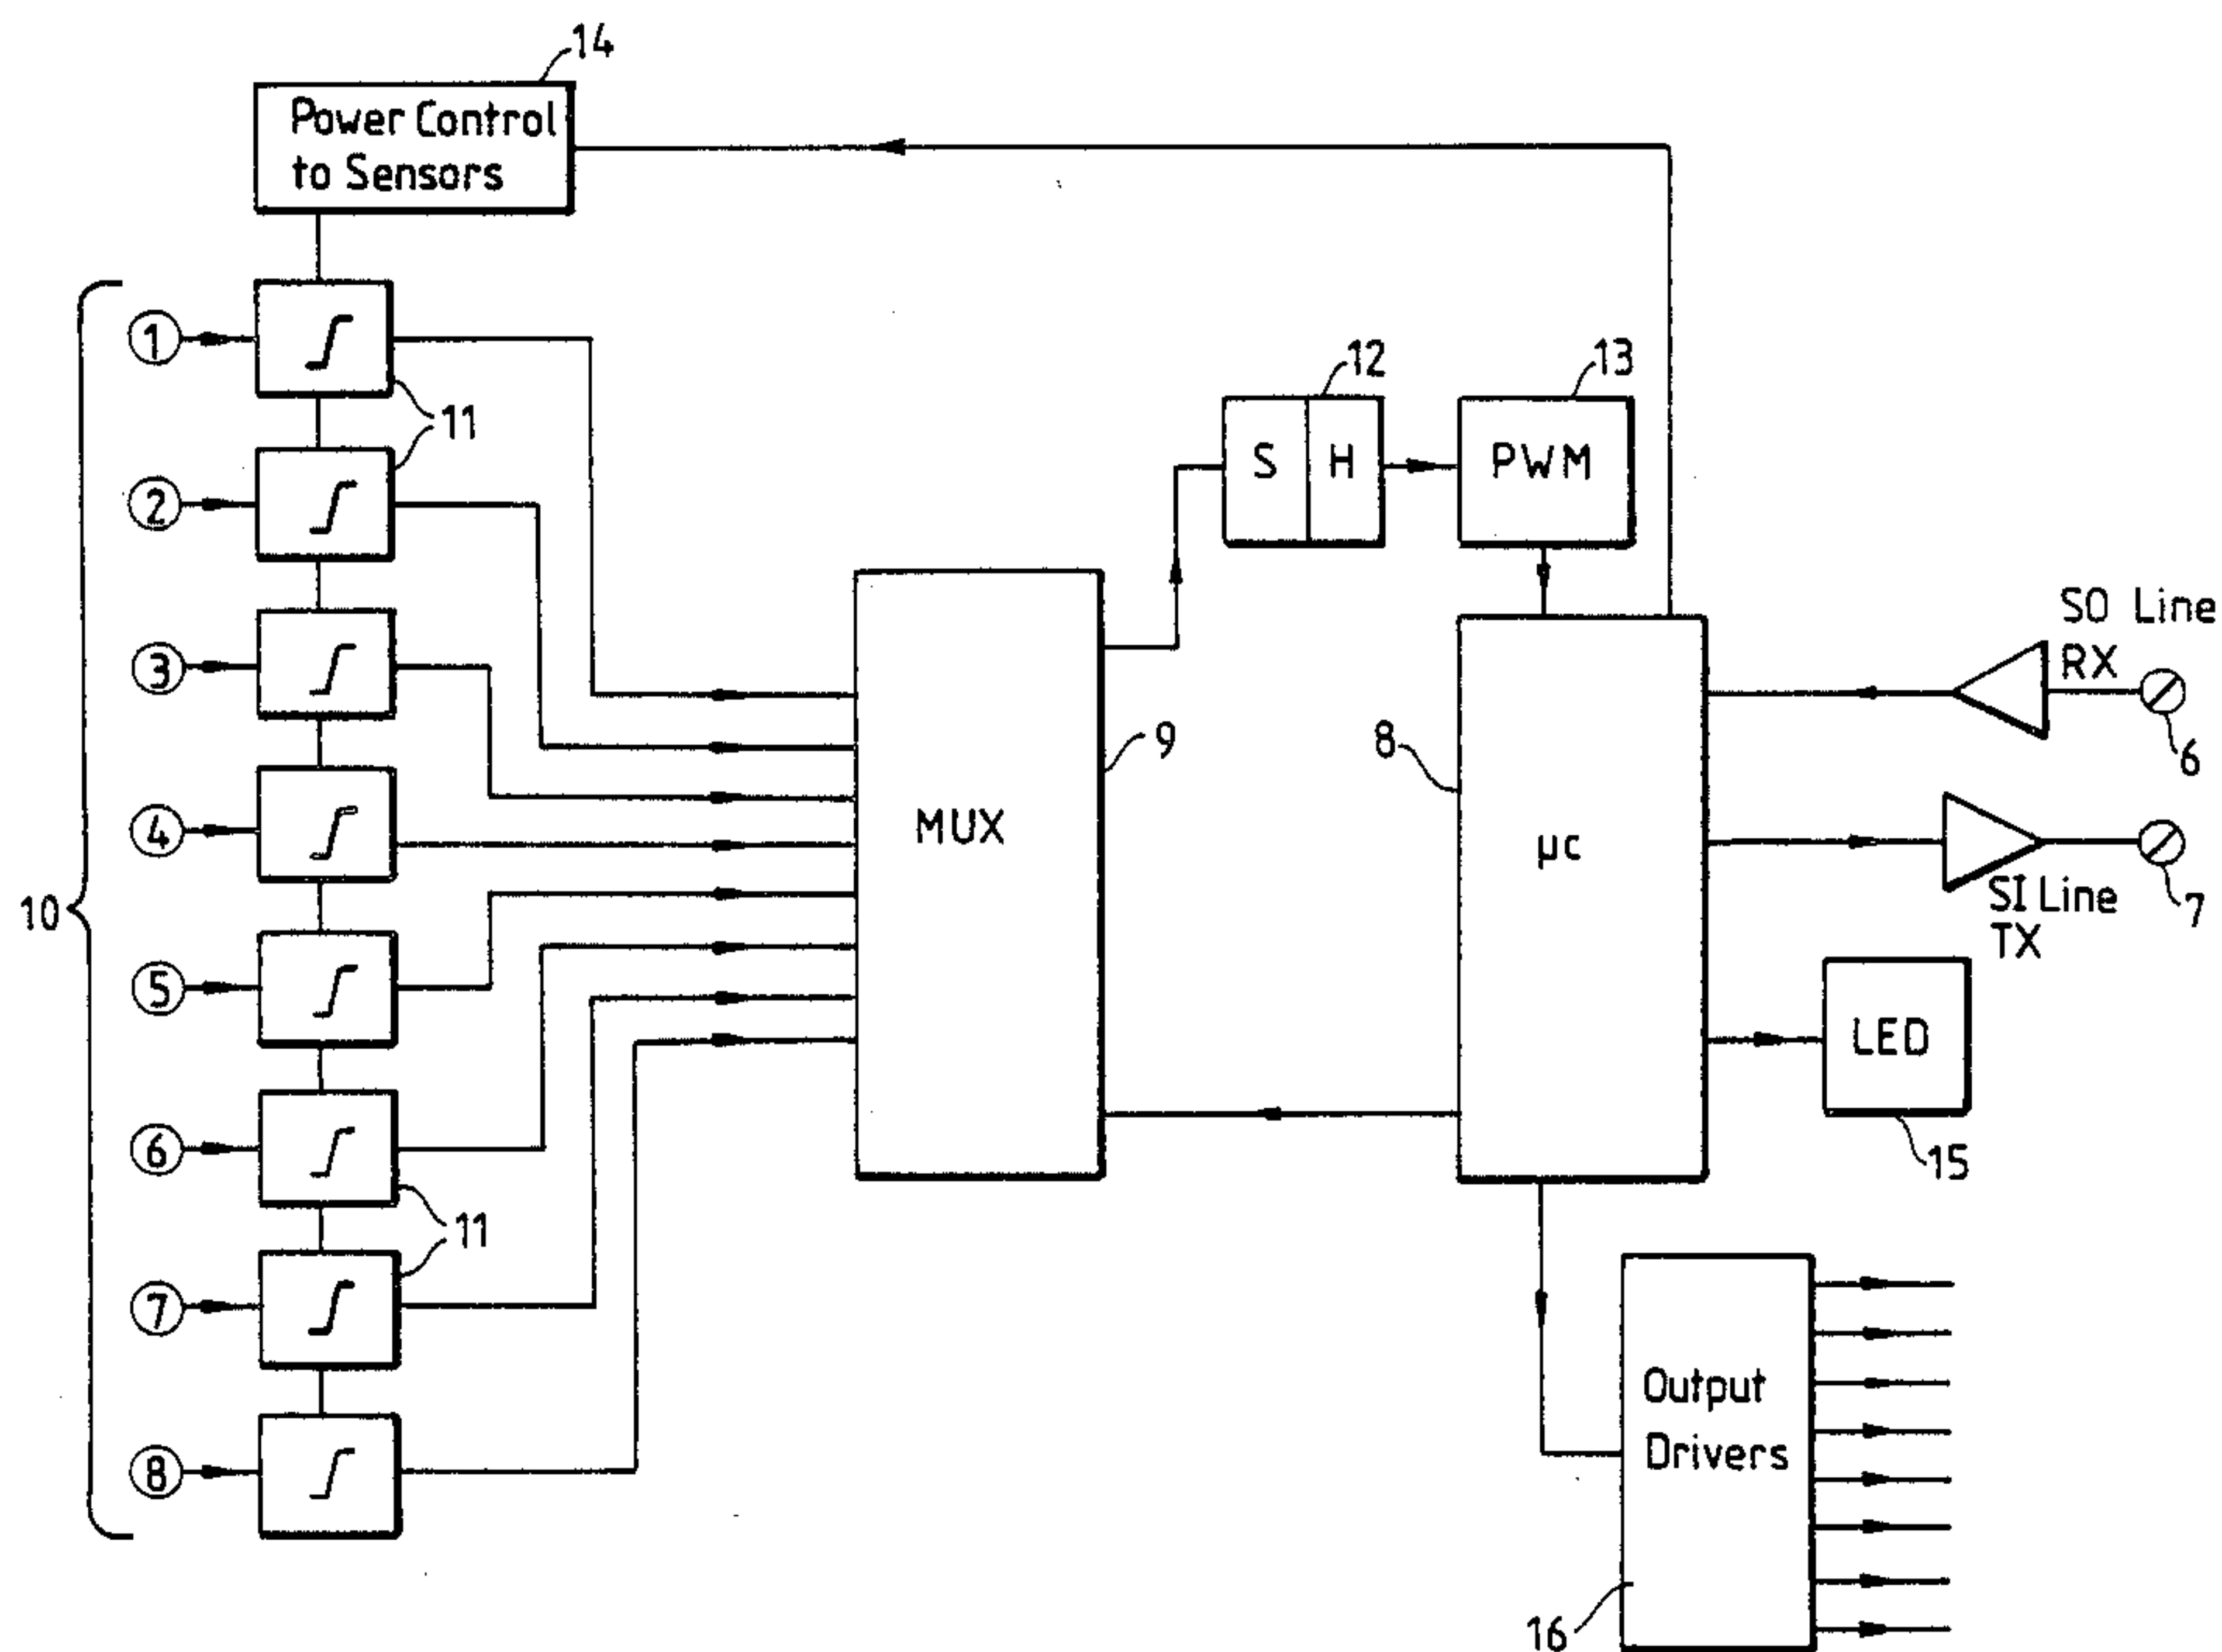 14
Power Control
to Sensors
1
11
2
3
4
10
5
6
11
7
8
MUX
9
12
S H
13
PWM
8
µc
SO Line
RX
6
SI Line
TX
7
LED
15
Output
Drivers
16